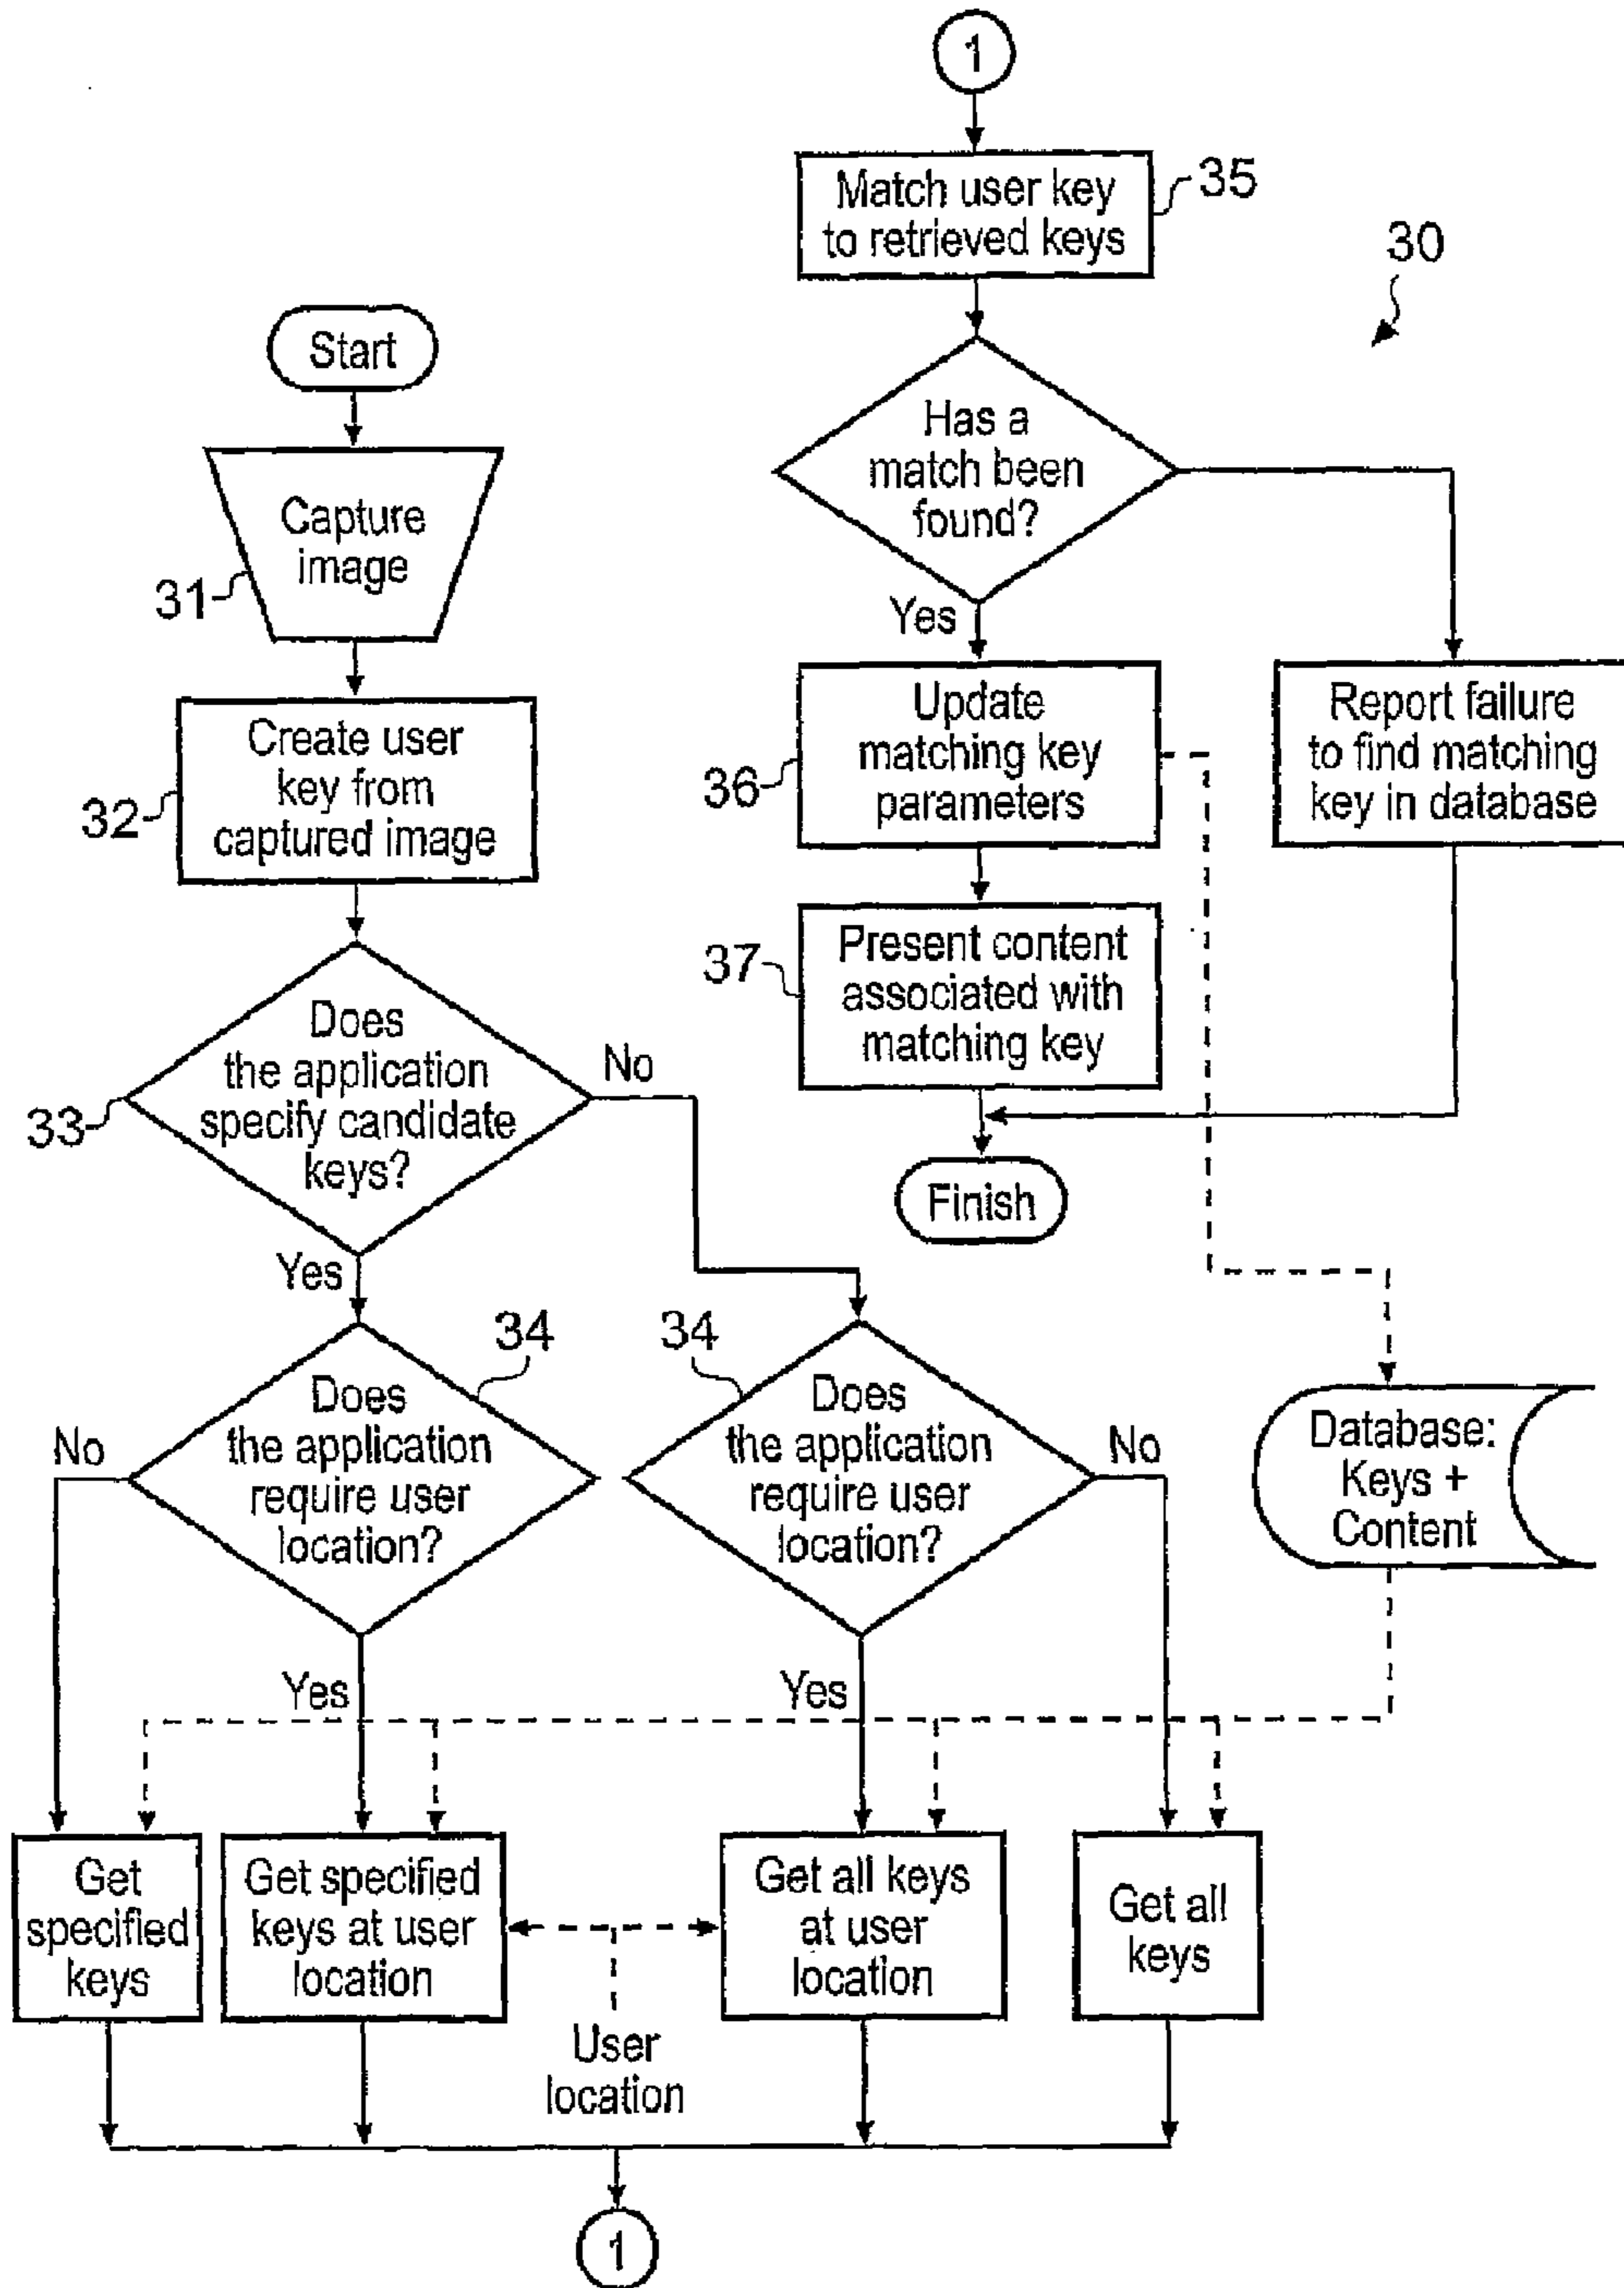 Start
Capture
image
31
Create user
key from
captured image
32
Does
the application
specify candidate
keys?
33
No
Yes
34
Does
the application
require user
location?
No
Yes
34
Does
the application
require user
location?
No
Yes
Get
specified
keys
Get specified
keys at user
location
User
location
Get all keys
at user
location
Get all
keys
1
1
Match user key
to retrieved keys
35
30
Has a
match been
found?
Yes
Update
matching key
parameters
36
Report failure
to find matching
key in database
Present content
associated with
matching key
37
Finish
Database:
Keys +
Content